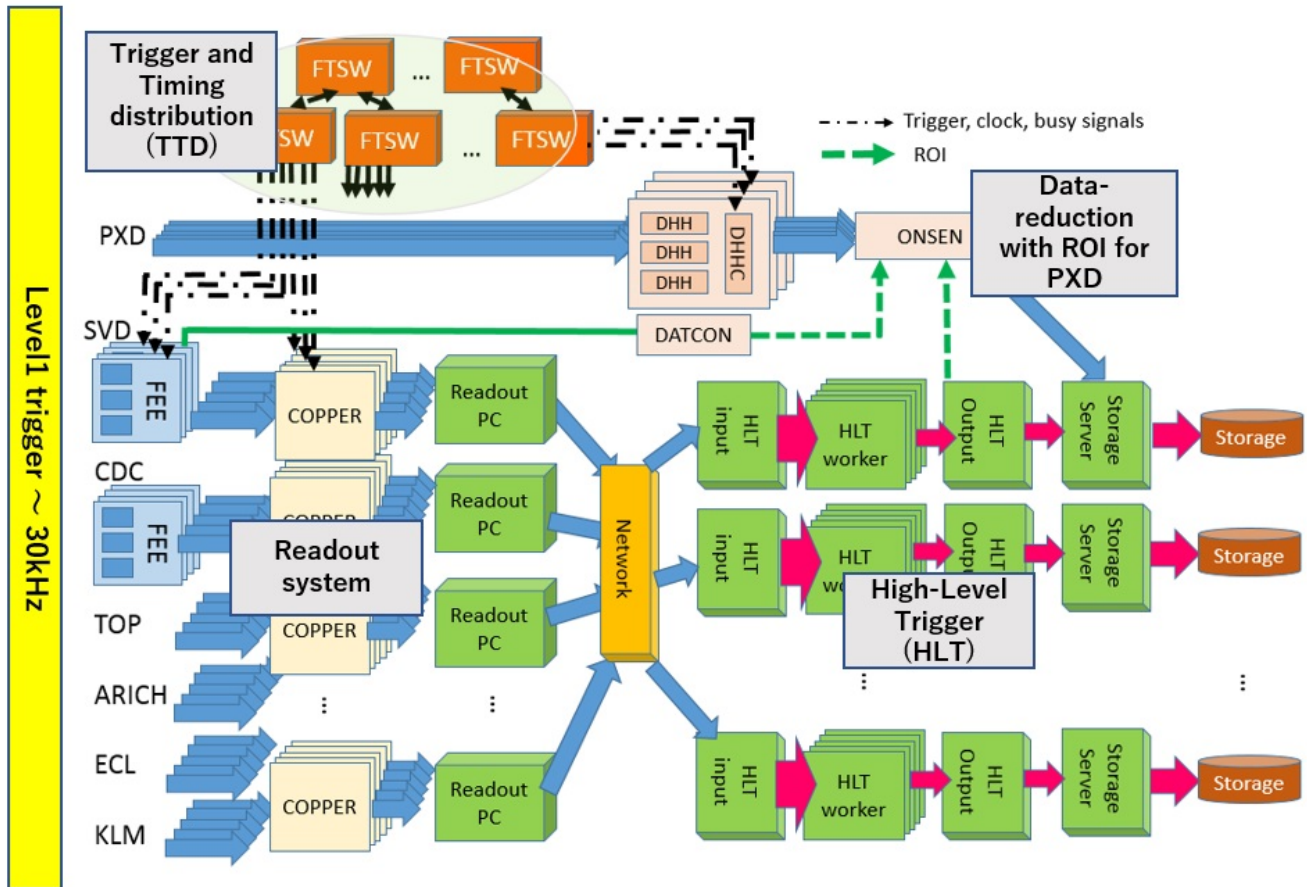 Level1 trigger ~ 30kHz
Trigger and
Timing
distribution
(TTD)
FTSW
...
FTSW
SW
FTSW
...
FTSW
Trigger, clock, busy signals
ROI
PXD
DHH
DHH
DHH
DHHC
ONSEN
Data-
reduction
with ROI for
PXD
SVD
DATCON
FEE
COPPER
Readout
PC
HLT
input
HLT
worker
HLT
Output
Storage
Server
Storage
CDC
FEE
Readout
PC
Network
HLT
input
HLT
HLT
Output
Storage
Server
Storage
Readout
system
High-Level
Trigger
(HLT)
TOP
COPPER
Readout
PC
ARICH
...
...
...
...
ECL
COPPER
Readout
PC
HLT
input
HLT
worker
HLT
Output
Storage
Server
Storage
KLM